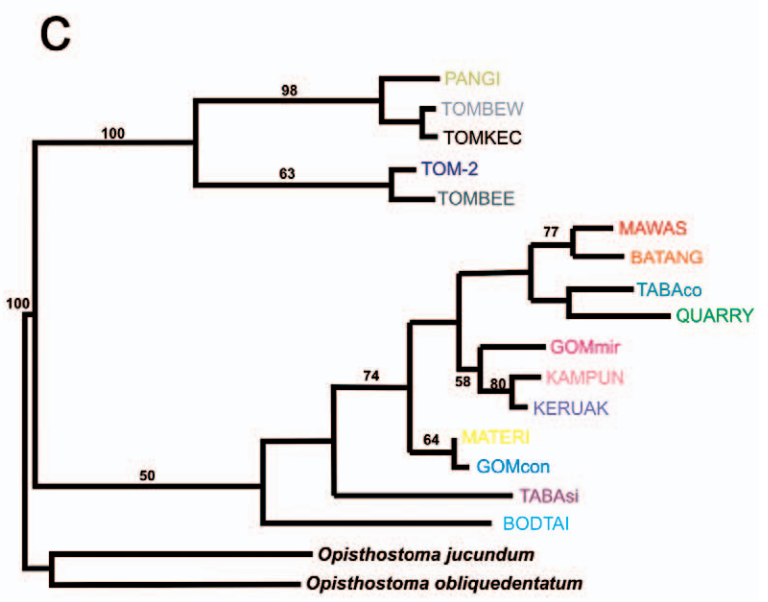 C
PANGI
98
TOMBEW
100
TOMKEC
TOM-2
63
TOMBEE
MAWAS
77
BATANG
TABAco
100
QUARRY
GOMmir
74
58
80
KAMPUN
KERUAK
64
MATERI
GOMcon
50
TABAsi
BODTAI
Opisthostoma jucundum
Opisthostoma obliquedentatum